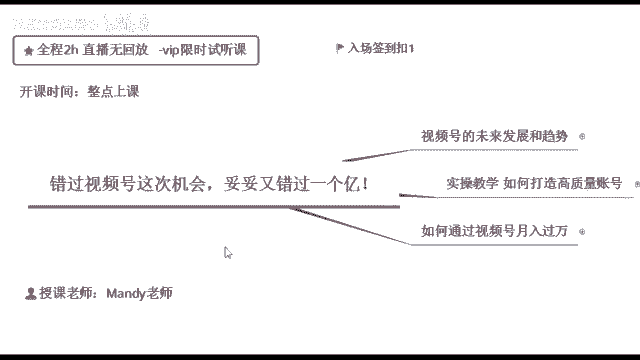 全程2h 直播无回放 -vip限时试听课
入场签到扣1
开课时间：整点上课
视频号的未来发展和趋势
错过视频号这次机会，妥妥又错过一个亿！
实操教学 如何打造高质量账号
如何通过视频号月入过万
授课老师：Mandy老师